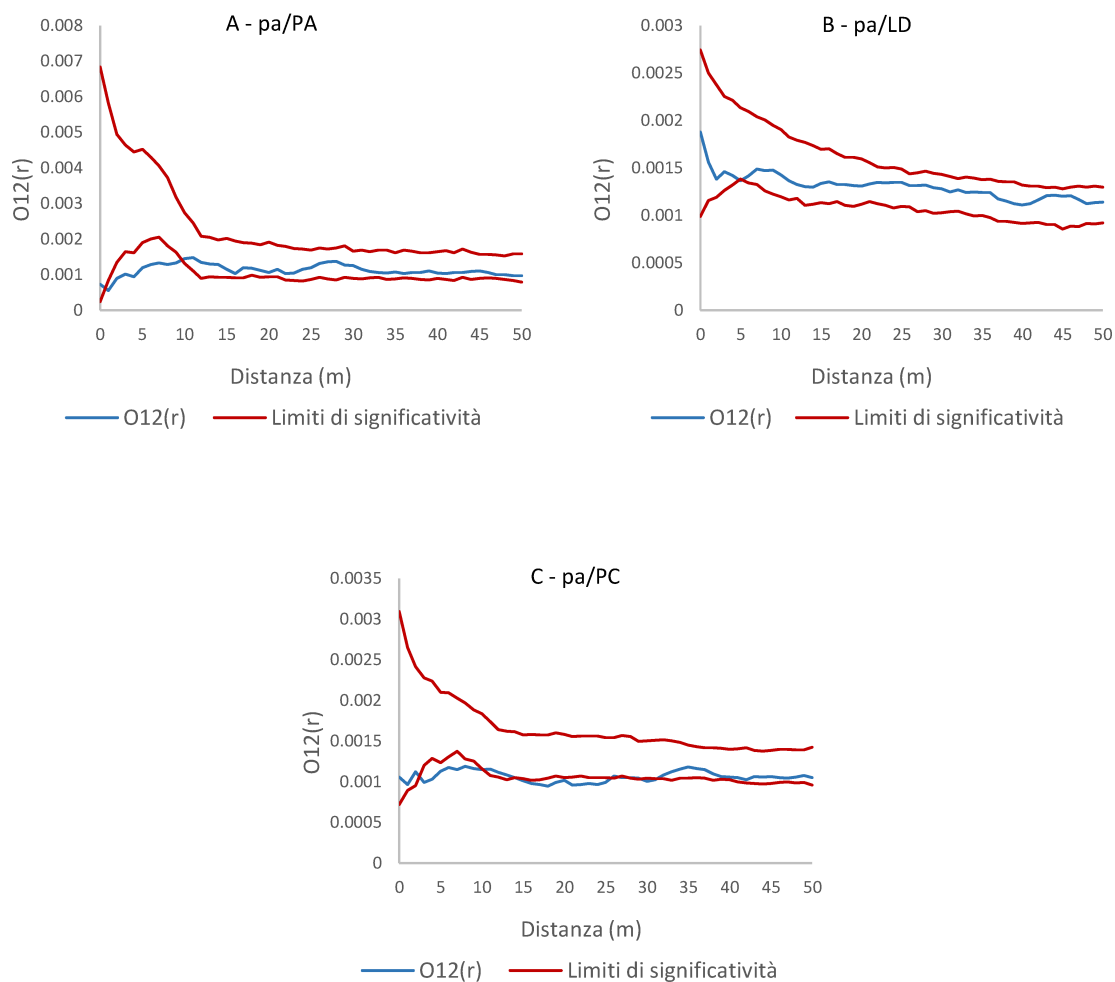 A - pa/PA
0.008
0.007
0.006
0.005
0.004
0.003
0.002
0.001
0
O12(r)
0 5 10 15 20 25 30 35 40 45 50
Distanza (m)
O12(r) Limiti di significatività
B - pa/LD
0.003
0.0025
0.002
0.0015
0.001
0.0005
0
O12(r)
0 5 10 15 20 25 30 35 40 45 50
Distanza (m)
O12(r) Limiti di significatività
C - pa/PC
0.0035
0.003
0.0025
0.002
0.0015
0.001
0.0005
0
O12(r)
0 5 10 15 20 25 30 35 40 45 50
Distanza (m)
O12(r) Limiti di significatività